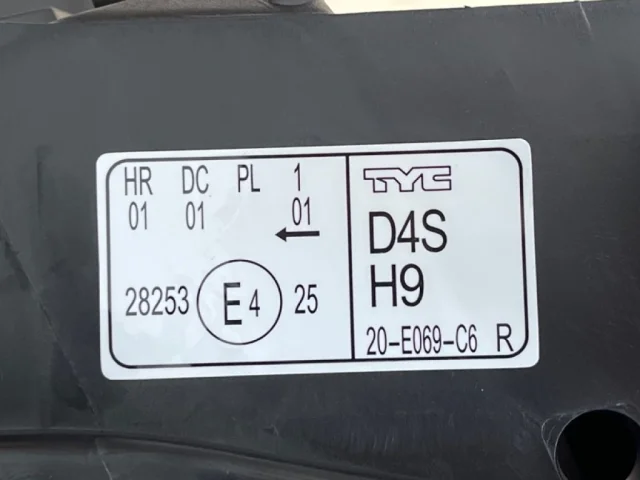 HR DC PL 1
01 01 01
←
28253 E4 25
TYC
D4S
H9
20-E069-C6 R